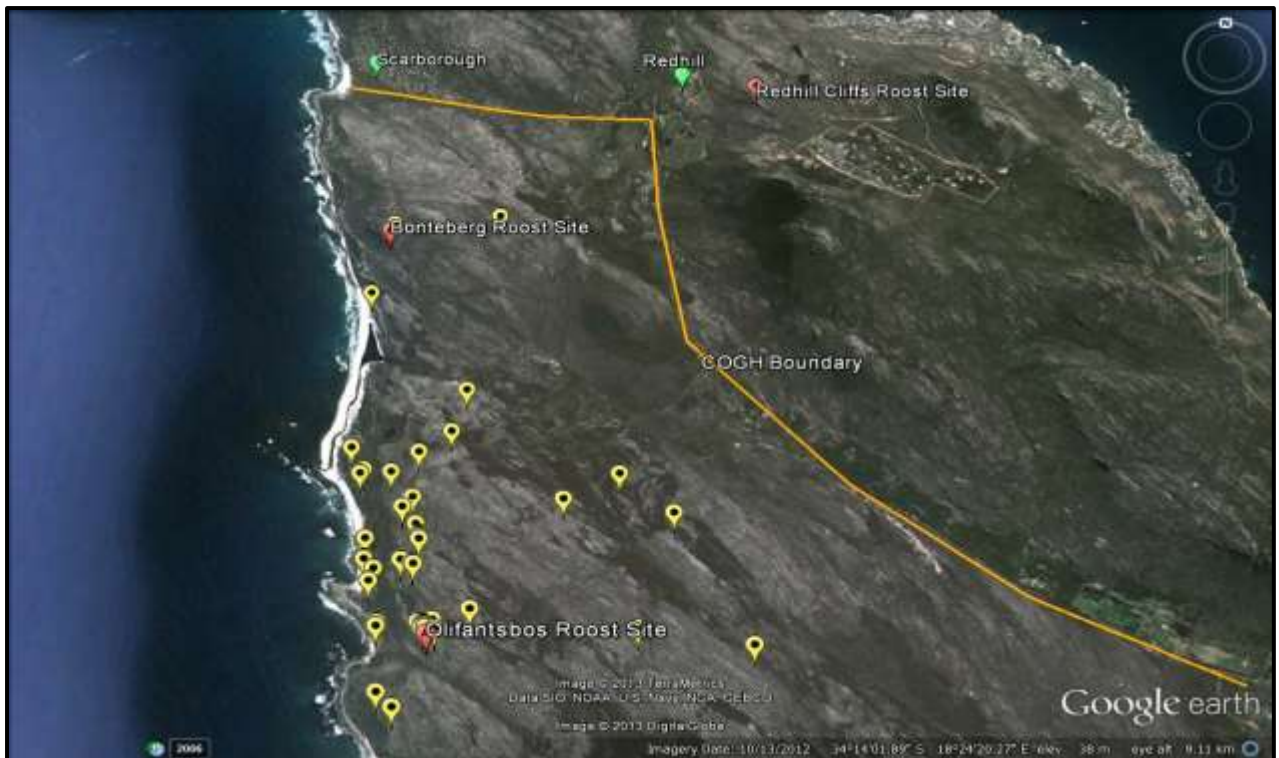 N
Scarborough
Redhill
Redhill Cliffs Roost Site
Bonteberg Roost Site
COGH Boundary
Olifantsbos Roost Site
Image © 2013 TerraMetrics
Data SIO, NOAA, U.S. Navy, NGA, GEBCO
Image © 2013 DigitalGlobe
Google earth
2006
Imagery Date: 10/13/2012 34°14'01.89" S 18°24'20.27" E elev 38 m eye alt 9.11 km